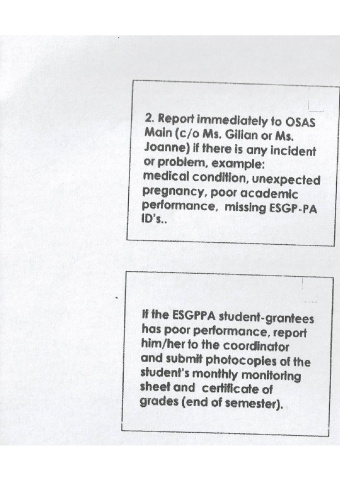 2. Report immediately to OSAS
Main (c/o Ms. Gilian or Ms.
Joanne) if there is any incident
or problem, example:
medical condition, unexpected
pregnancy, poor academic
performance, missing ESGP-PA
ID's..
If the ESGPPA student-grantees
has poor performance, report
him/her to the coordinator
and submit photocopies of the
student's monthly monitoring
sheet and certificate of
grades (end of semester).